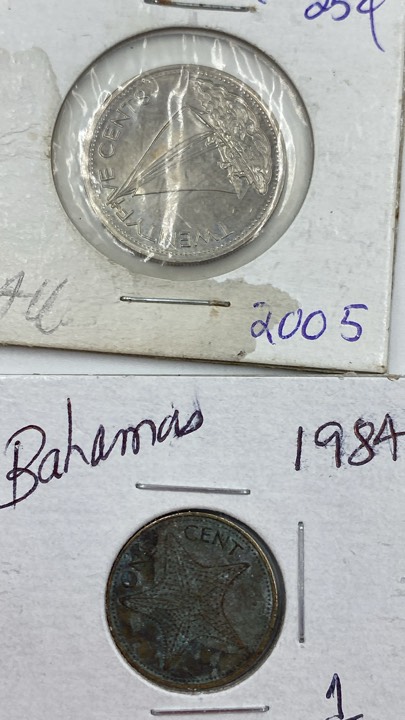 25¢
TWENTY FIVE CENTS
AU
2005
Bahamas
1984
ONE CENT
1